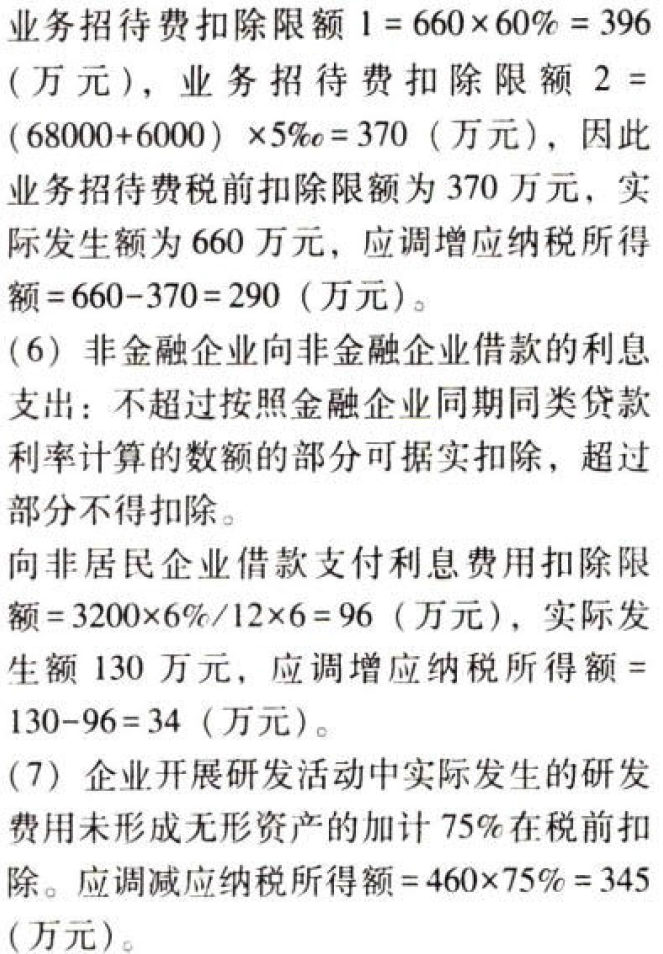 业务招待费扣除限额 1 = 660×60% = 396
(万元), 业务招待费扣除限额 2 =
(68000+6000) ×5‰=370 (万元), 因此
业务招待费税前扣除限额为 370 万元, 实
际发生额为 660 万元, 应调增应纳税所得
额=660-370=290 (万元)。
(6) 非金融企业向非金融企业借款的利息
支出: 不超过按照金融企业同期同类贷款
利率计算的数额的部分可据实扣除, 超过
部分不得扣除。
向非居民企业借款支付利息费用扣除限
额=3200×6%/12×6=96 (万元), 实际发
生额 130 万元, 应调增应纳税所得额=
130-96=34 (万元)。
(7) 企业开展研发活动中实际发生的研发
费用未形成无形资产的加计 75%在税前扣
除。应调减应纳税所得额=460×75%=345
(万元)。